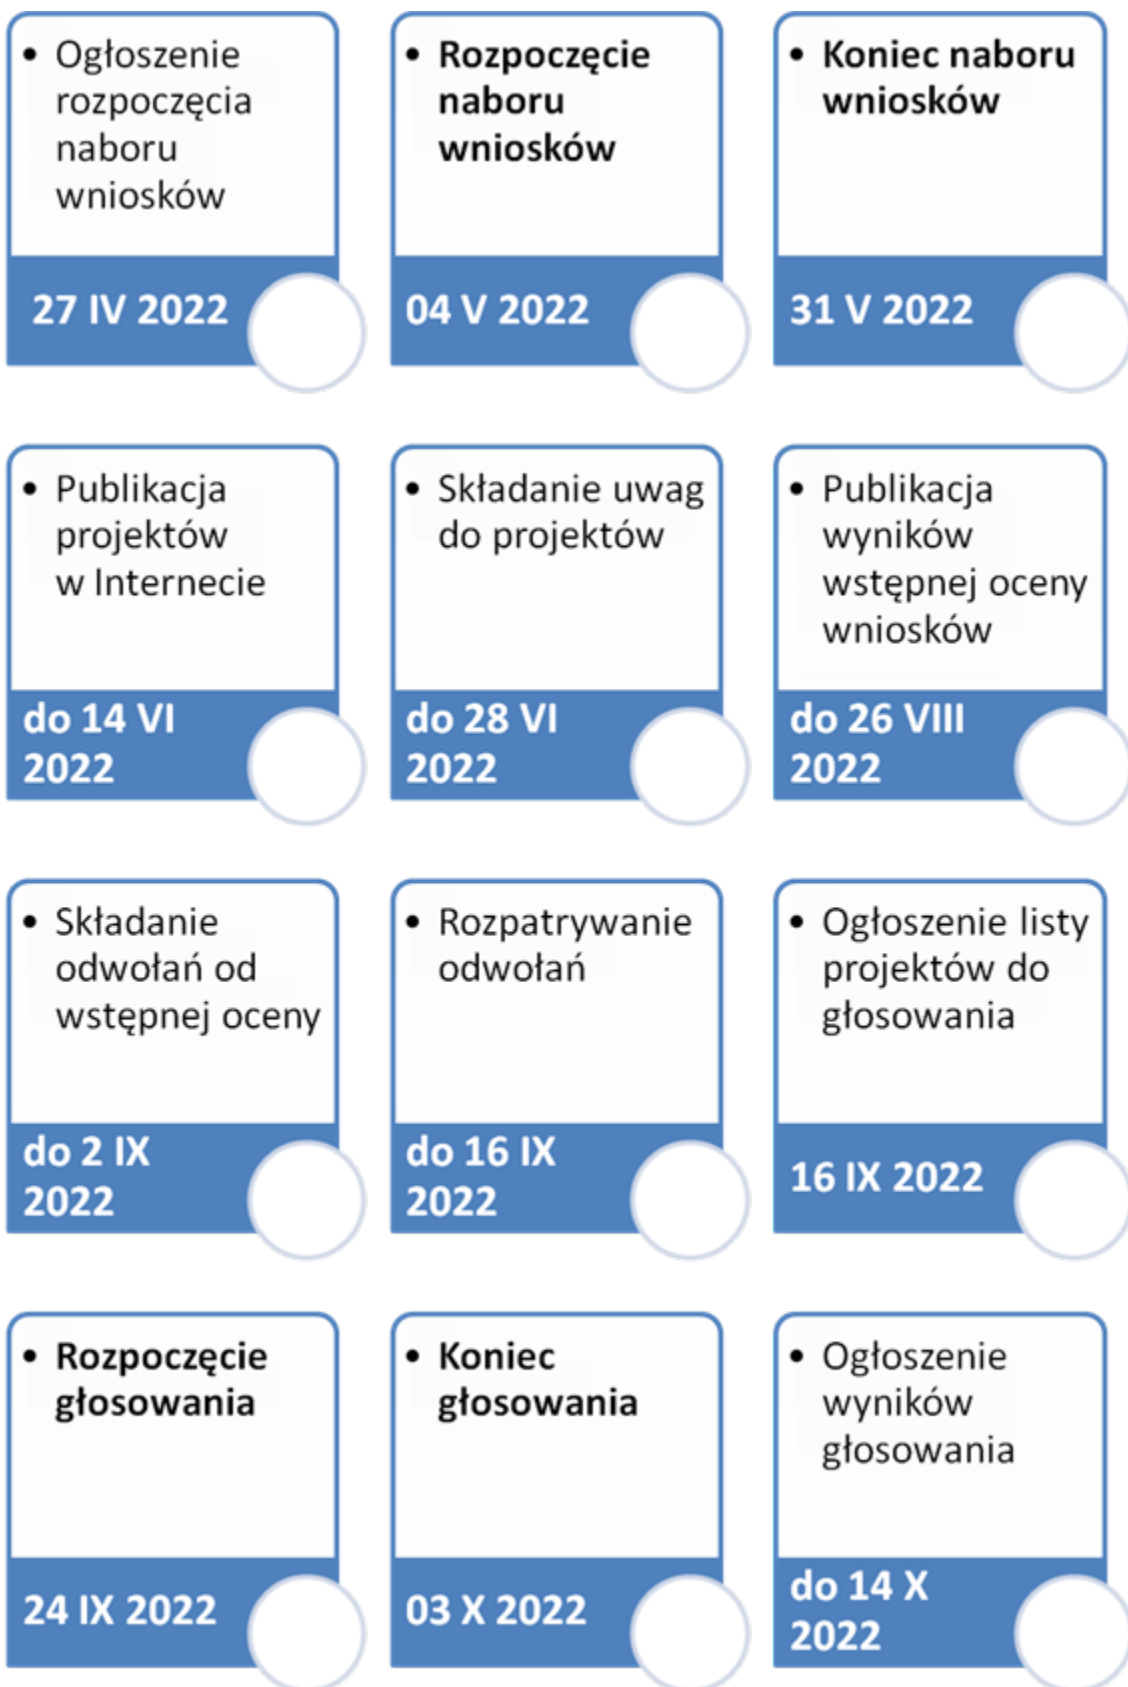 • Ogłoszenie
rozpoczęcia
naboru
wniosków
27 IV 2022
• Rozpoczęcie
naboru
wniosków
04 V 2022
• Koniec naboru
wniosków
31 V 2022
• Publikacja
projektów
w Internecie
do 14 VI
2022
• Składanie uwag
do projektów
do 28 VI
2022
• Publikacja
wyników
wstępnej oceny
wniosków
do 26 VIII
2022
• Składanie
odwołań od
wstępnej oceny
do 2 IX
2022
• Rozpatrywanie
odwołań
do 16 IX
2022
• Ogłoszenie listy
projektów do
głosowania
16 IX 2022
• Rozpoczęcie
głosowania
24 IX 2022
• Koniec
głosowania
03 X 2022
• Ogłoszenie
wyników
głosowania
do 14 X
2022